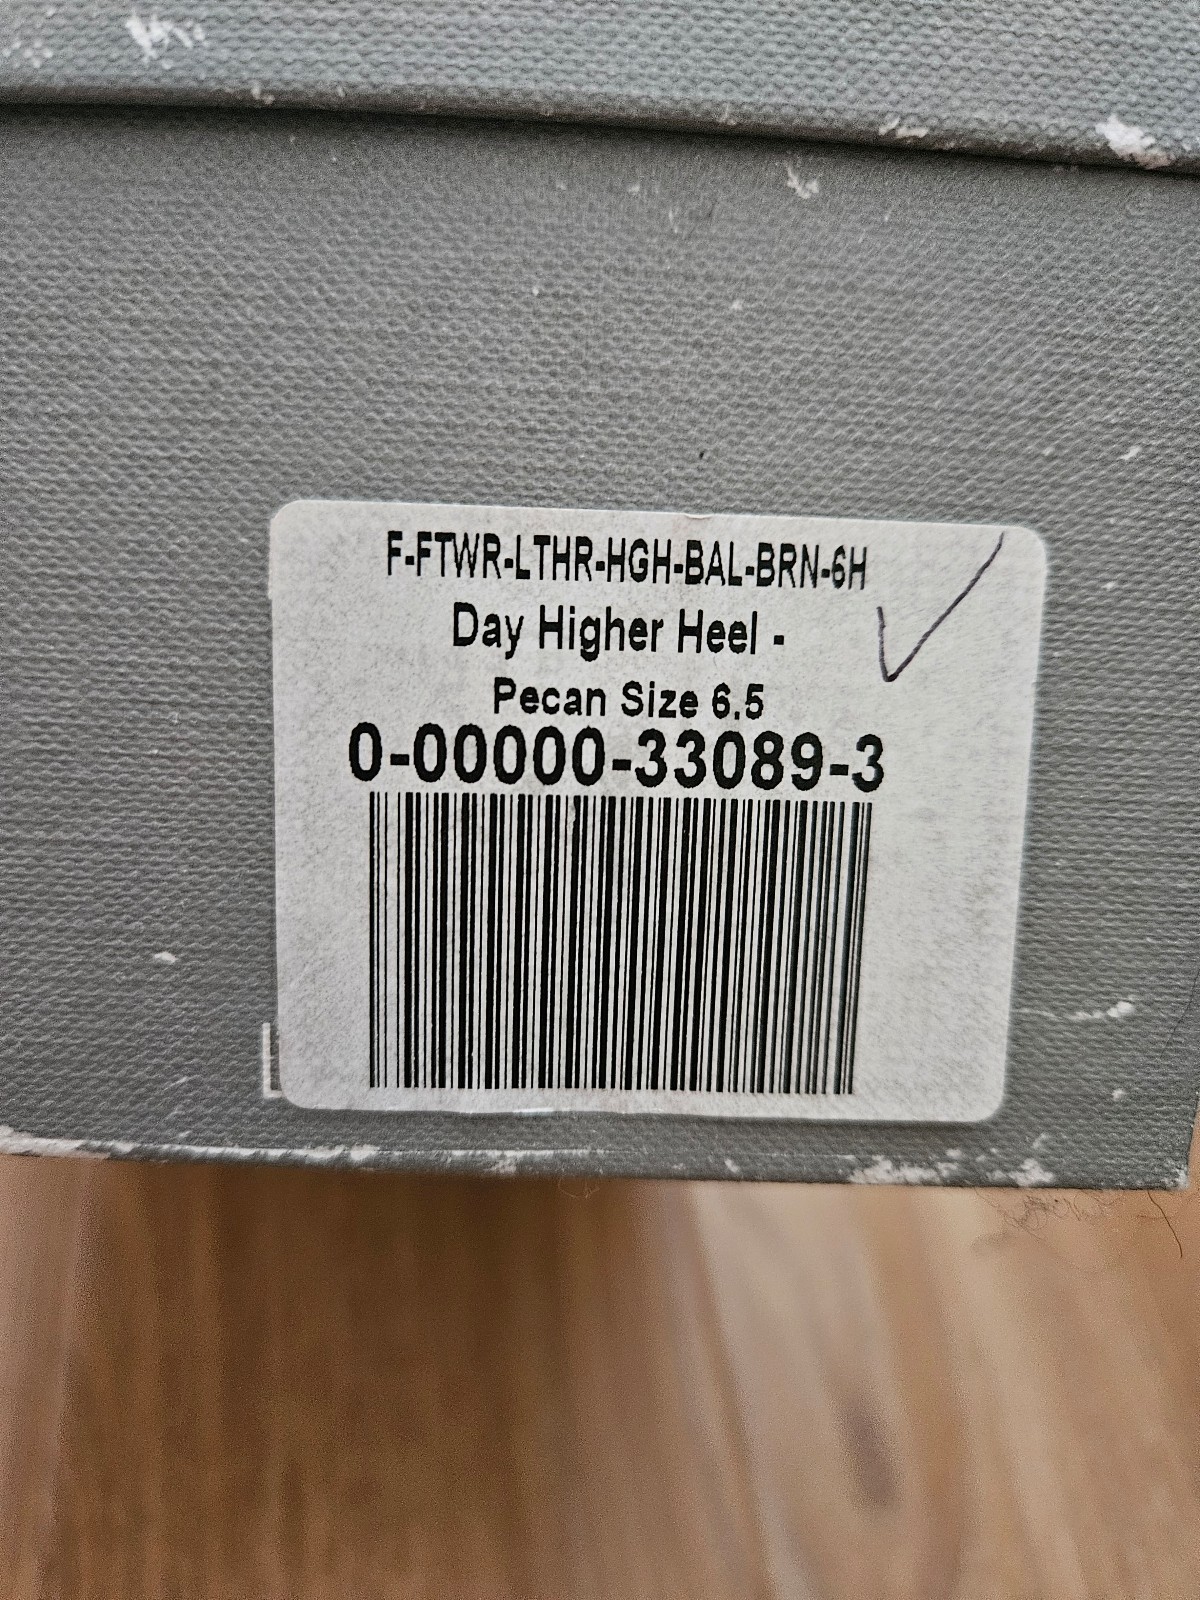 F-FTWR-LTHR-HGH-BAL-BRN-6H
Day Higher Heel -
Pecan Size 6.5
0-00000-33089-3